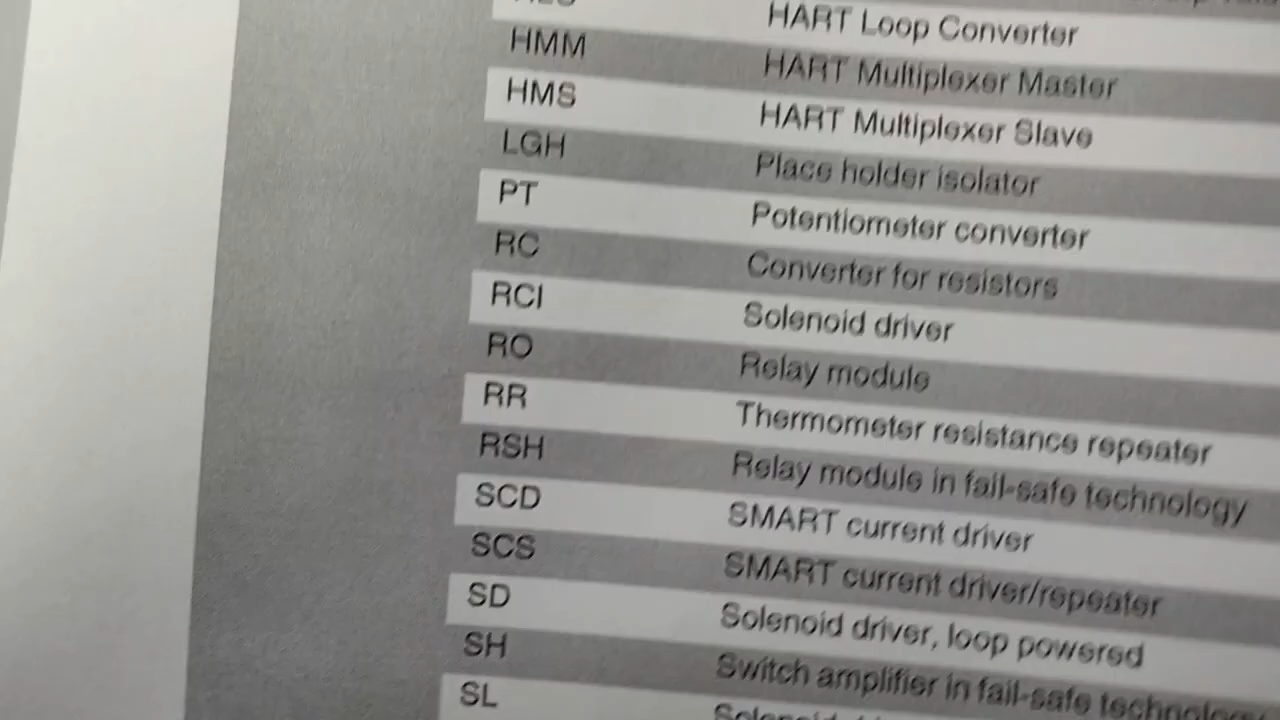 HART Loop Converter
HMM HART Multiplexer Master
HMS HART Multiplexer Slave
LGH Place holder isolator
PT Potentiometer converter
RC Converter for resistors
RCI Solenoid driver
RO Relay module
RR Thermometer resistance repeater
RSH Relay module in fail-safe technology
SCD SMART current driver
SCS SMART current driver/repeater
SD Solenoid driver, loop powered
SH Switch amplifier in fail-safe technology
SL